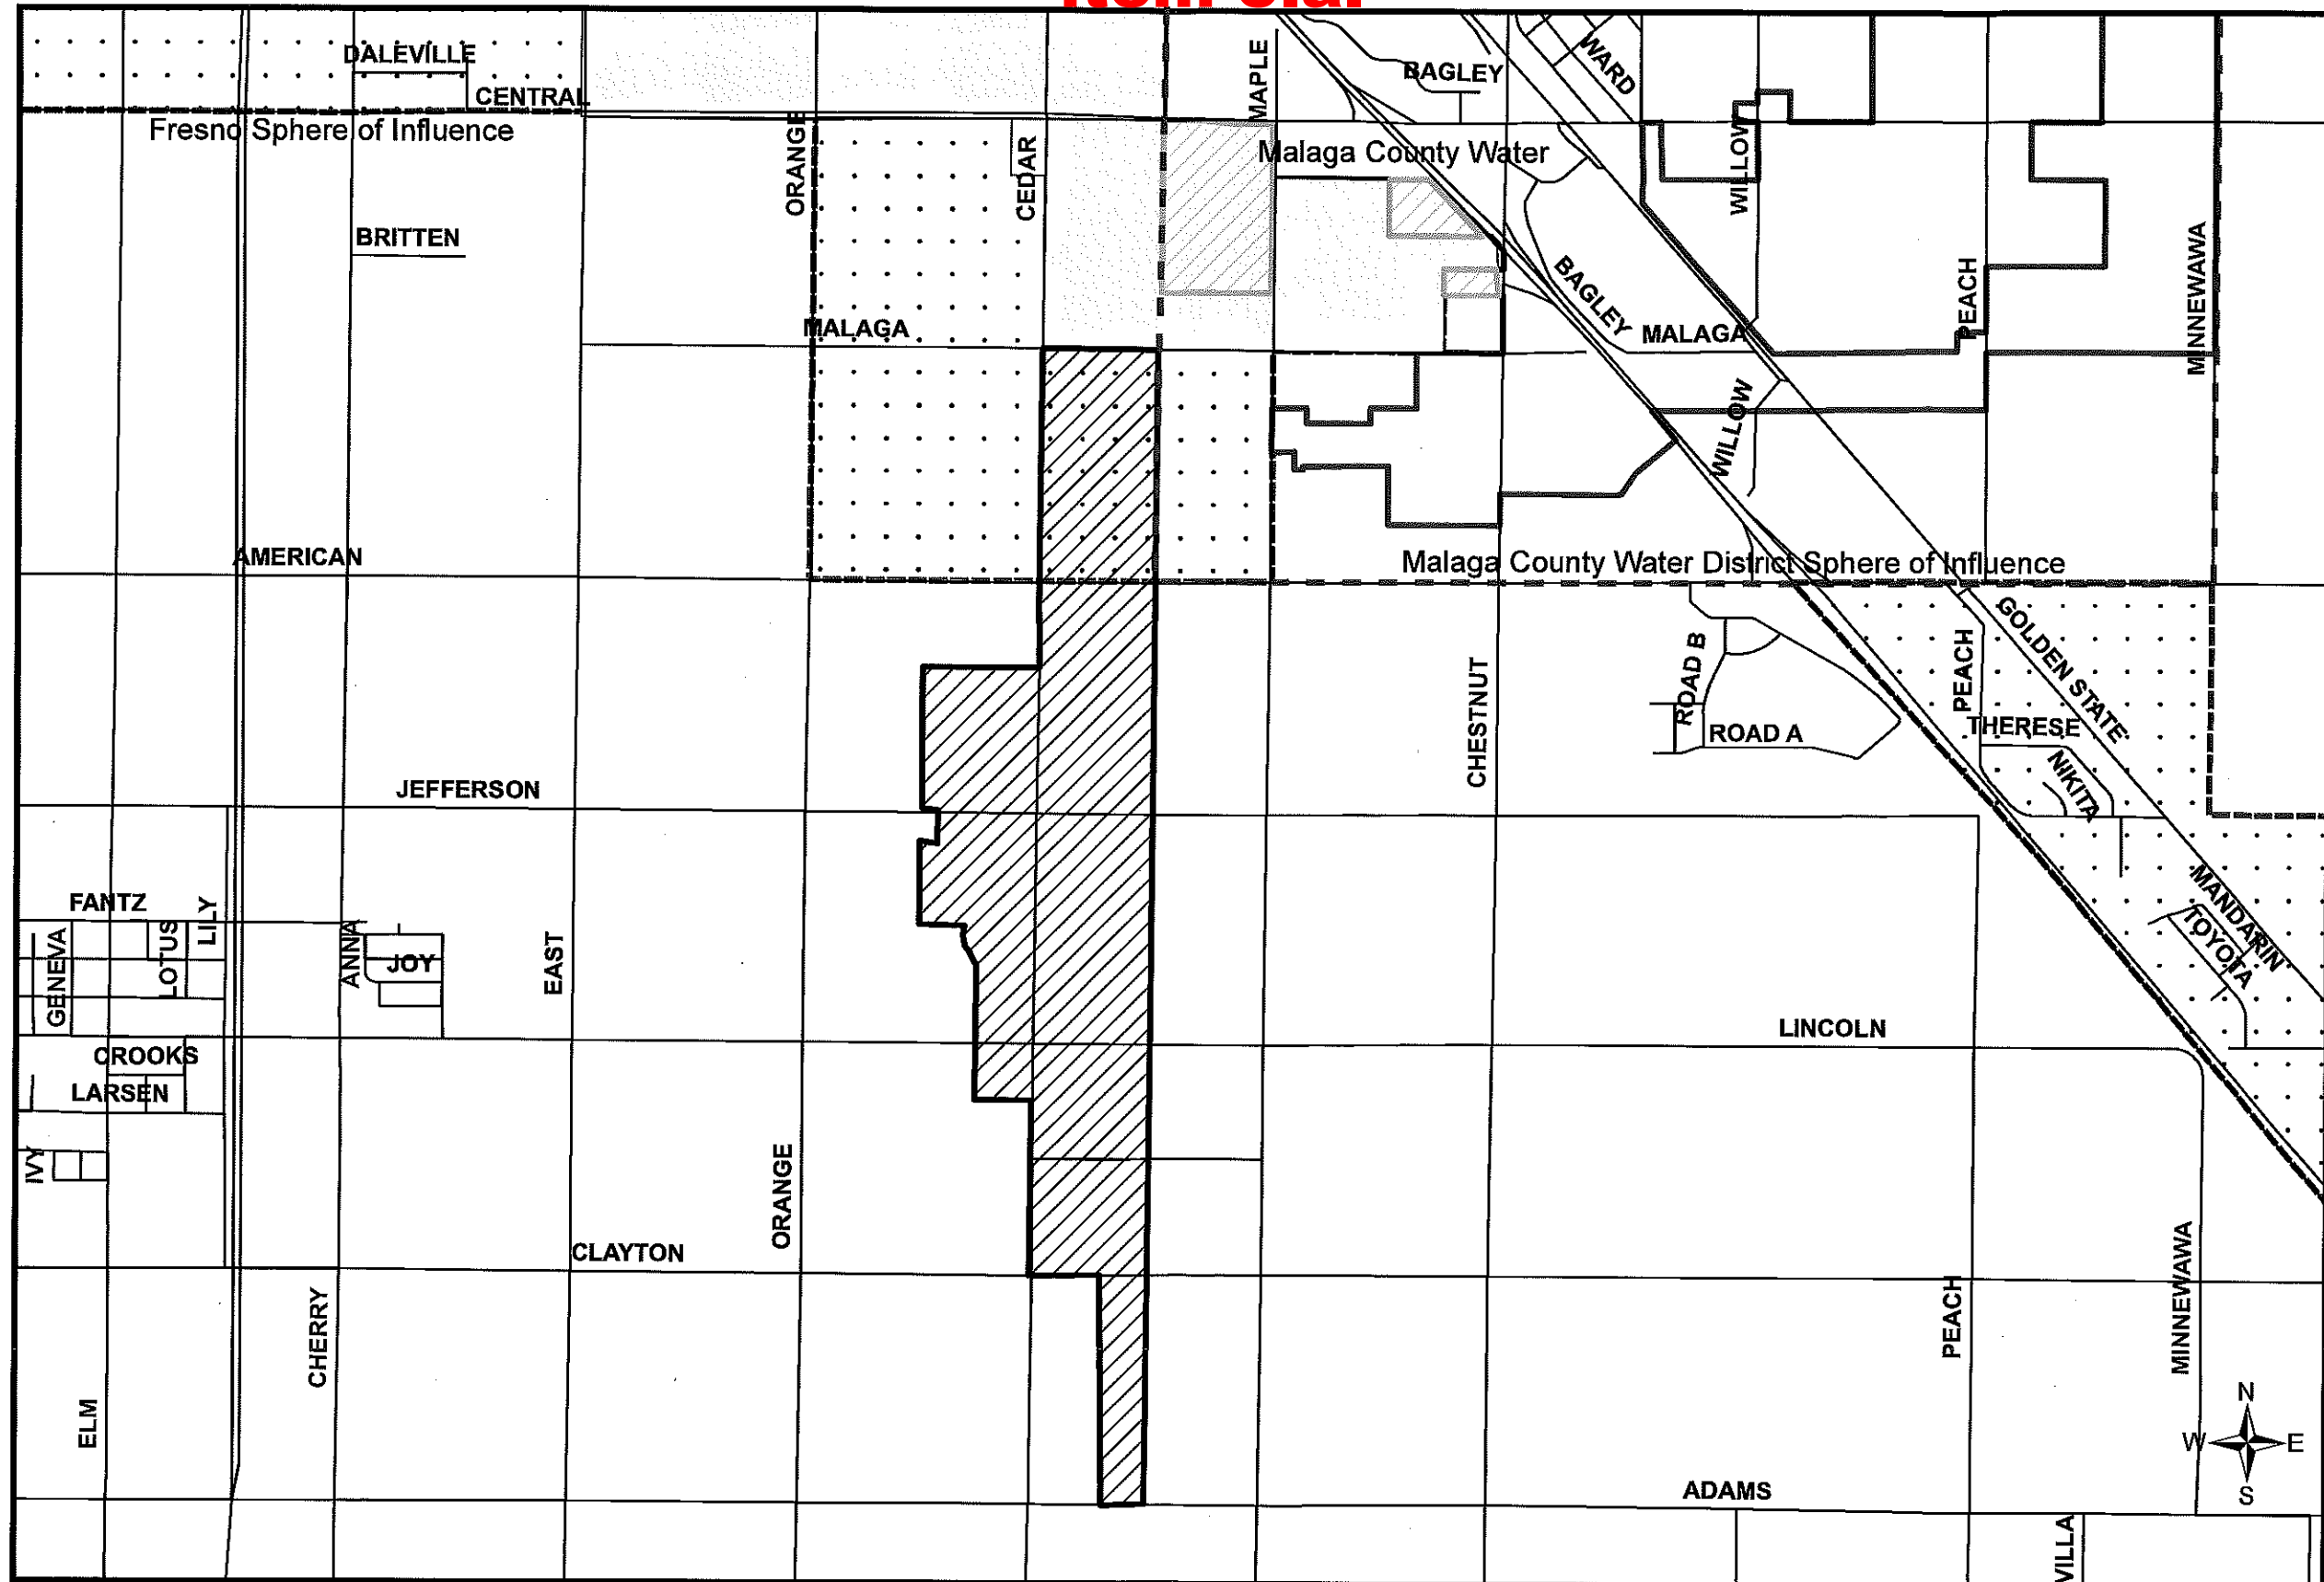 DALEVILLE
CENTRAL
Fresno Sphere of Influence
MAPLE
BAGLEY
WARD
ORANGE
CEDAR
Malaga County Water
WILLOW
BRITTEN
MINNEWAWA
PEACH
BAGLEY
MALAGA
MALAGA
WILLOW
AMERICAN
Malaga County Water District Sphere of Influence
GOLDEN STATE
ROAD B
PEACH
CHESTNUT
ROAD A
THERESE
NIKITA
JEFFERSON
FANTZ
LILY
LOTUS
GENEVA
ANNA
JOY
EAST
MANDARIN
TOYOTA
LINCOLN
CROOKS
LARSEN
IVY
ORANGE
CLAYTON
CHERRY
PEACH
MINNEWAWA
ELM
N
W
E
S
ADAMS
VILLA